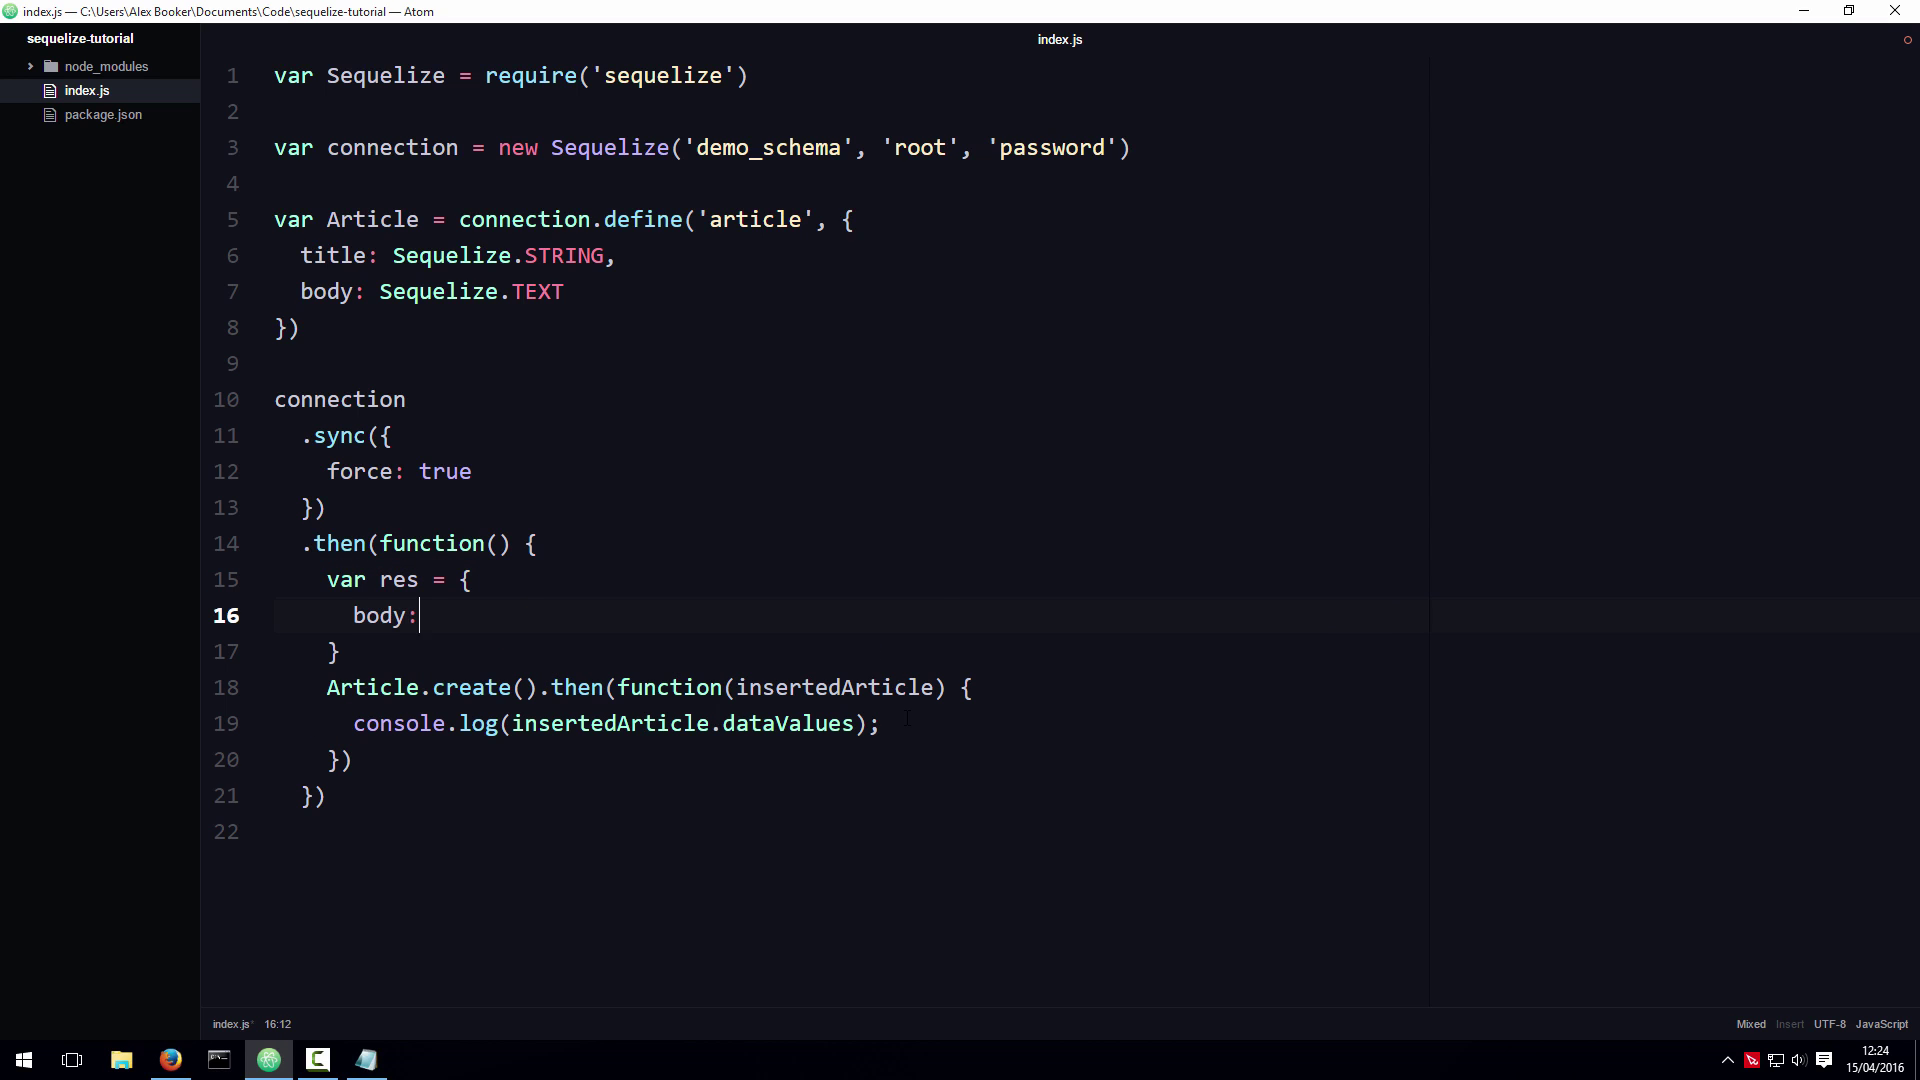 index.js — C:\Users\Alex Booker\Documents\Code\sequelize-tutorial — Atom
sequelize-tutorial
node_modules
index.js
package.json
index.js
1 var Sequelize = require('sequelize')
2
3 var connection = new Sequelize('demo_schema', 'root', 'password')
4
5 var Article = connection.define('article', {
6   title: Sequelize.STRING,
7   body: Sequelize.TEXT
8 })
9
10 connection
11   .sync({
12     force: true
13   })
14   .then(function() {
15     var res = {
16       body:
17     }
18     Article.create().then(function(insertedArticle) {
19       console.log(insertedArticle.dataValues);
20     })
21   })
22
index.js* 16:12
Mixed Insert UTF-8 JavaScript
12:24
15/04/2016